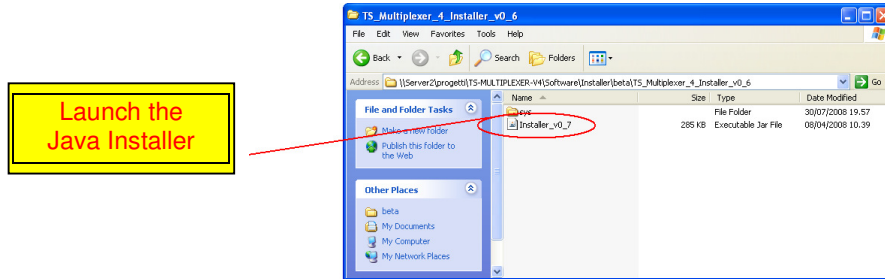 TS_Multiplexer_4_Installer_v0_6
File Edit View Favorites Tools Help
Back Search Folders
Address \\Server2\progetti\TS-MULTIPLEXER-V4\Software\Installer\beta\TS_Multiplexer_4_Installer_v0_6 Go
Launch the
Java Installer
File and Folder Tasks
Make a new folder
Publish this folder to
the Web
Other Places
beta
My Documents
My Computer
My Network Places
Name Size Type Date Modified
sys File Folder 30/07/2008 19.57
Installer_v0_7 285 KB Executable Jar File 08/04/2008 10.39